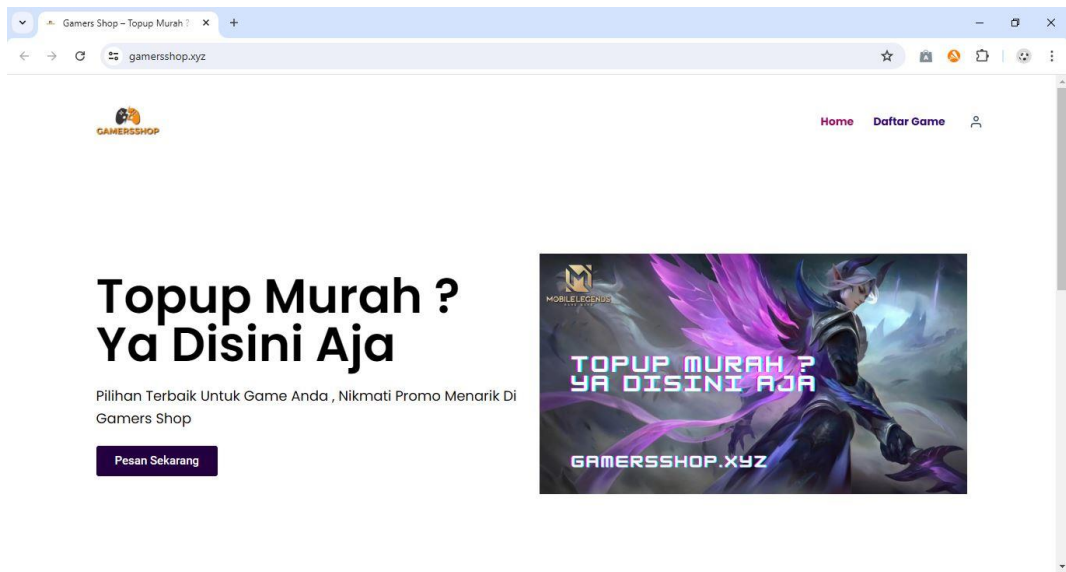 Gamers Shop – Topup Murah ?
gamersshop.xyz
GAMERSSHOP
Home
Daftar Game
Topup Murah ?
Ya Disini Aja
Pilihan Terbaik Untuk Game Anda , Nikmati Promo Menarik Di
Gamers Shop
Pesan Sekarang
MOBILE LEGENDS
TOPUP MURAH ?
YA DISINI AJA
GAMERSSHOP.XYZ